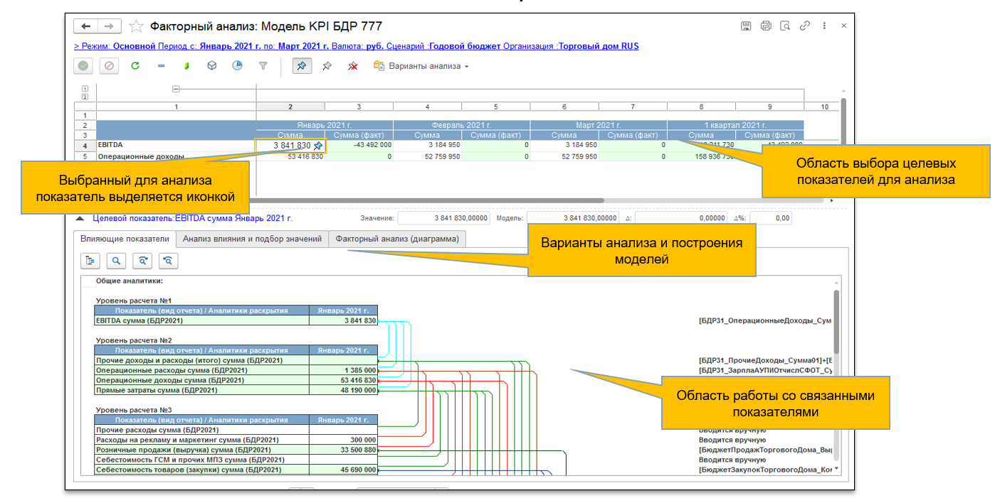 Факторный анализ: Модель KPI БДР 777
> Режим: Основной Период с: Январь 2021 г. по: Март 2021 г. Валюта: руб. Сценарий :Годовой бюджет Организация :Торговый дом RUS
Варианты анализа
1
2
1 2 3 4 5 6 7 8 9 10
1
2 Январь 2021 г. Февраль 2021 г. Март 2021 г. 1 квартал 2021 г.
3 Сумма Сумма (факт) Сумма Сумма (факт) Сумма Сумма (факт) Сумма Сумма (факт)
4 EBITDA 3 841 830 -43 492 000 3 184 950 0 3 184 950 0
5 Операционные доходы 53 416 830 0 52 759 950 0 52 759 950 0 158 936 730
Выбранный для анализа
показатель выделяется иконкой
Область выбора целевых
показателей для анализа
Целевой показатель:EBITDA сумма Январь 2021 г. Значение: 3 841 830,00000 Модель: 3 841 830,00000 Δ: 0,00000 Δ%: 0,00
Влияющие показатели Анализ влияния и подбор значений Факторный анализ (диаграмма)
Варианты анализа и построения
моделей
Общие аналитики:
Уровень расчета №1
Показатель (вид отчета) / Аналитики раскрытия Январь 2021 г.
EBITDA сумма (БДР2021) 3 841 830 [БДР31_ОперационныеДоходы_Сум
Уровень расчета №2
Показатель (вид отчета) / Аналитики раскрытия Январь 2021 г.
Прочие доходы и расходы (итого) сумма (БДР2021) [БДР31_ПрочиеДоходы_Сумма01]+[Е
Операционные расходы сумма (БДР2021) 1 385 000 [БДР31_ЗарплаАУПИОтчислСФОТ_Су
Операционные доходы сумма (БДР2021) 53 416 830
Прямые затраты сумма (БДР2021) 48 190 000
Область работы со связанными
показателями
Уровень расчета №3
Показатель (вид отчета) / Аналитики раскрытия Январь 2021 г.
Прочие расходы сумма (БДР2021) Вводится вручную
Расходы на рекламу и маркетинг сумма (БДР2021) 300 000 Вводится вручную
Розничные продажи (выручка) сумма (БДР2021) 33 500 880 [БюджетПродажТорговогоДома_Выр
Себестоимость ГСМ и прочих МПЗ сумма (БДР2021) Вводится вручную
Себестоимость товаров (закупки) сумма (БДР2021) 45 690 000 [БюджетЗакупокТорговогоДома_Ког